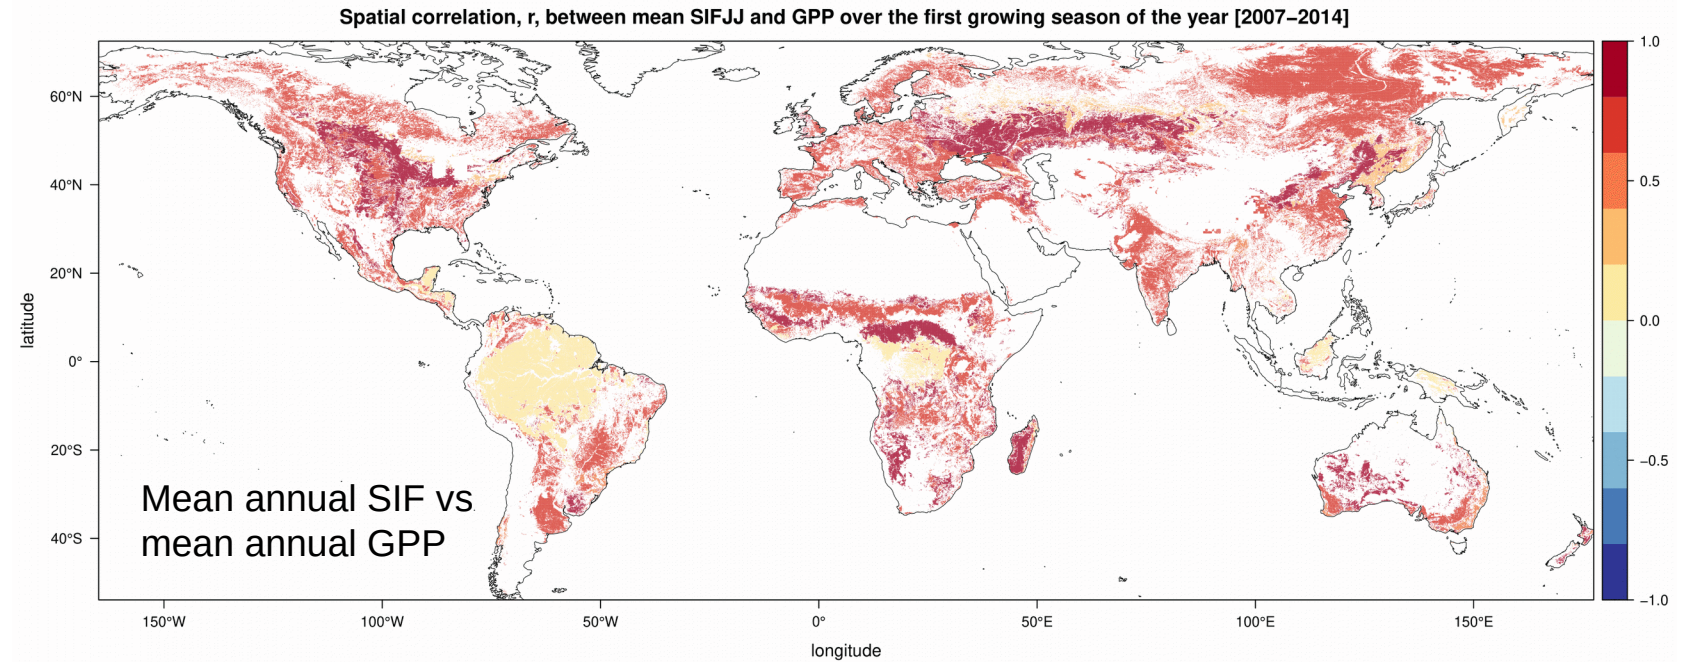 Spatial correlation, r, between mean SIFJJ and GPP over the first growing season of the year [2007−2014]
1.0
0.5
0.0
−0.5
−1.0
60°N
40°N
20°N
0°
20°S
40°S
latitude
Mean annual SIF vs
mean annual GPP
150°W
100°W
50°W
0°
50°E
100°E
150°E
longitude